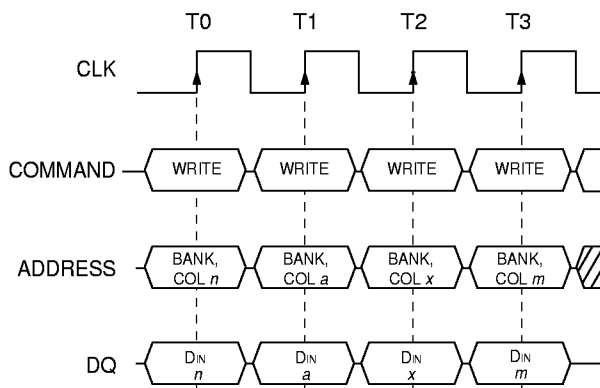 T0 T1 T2 T3
CLK
COMMAND WRITE WRITE WRITE WRITE
ADDRESS BANK, COL n BANK, COL a BANK, COL x BANK, COL m
DQ DIN n DIN a DIN x DIN m